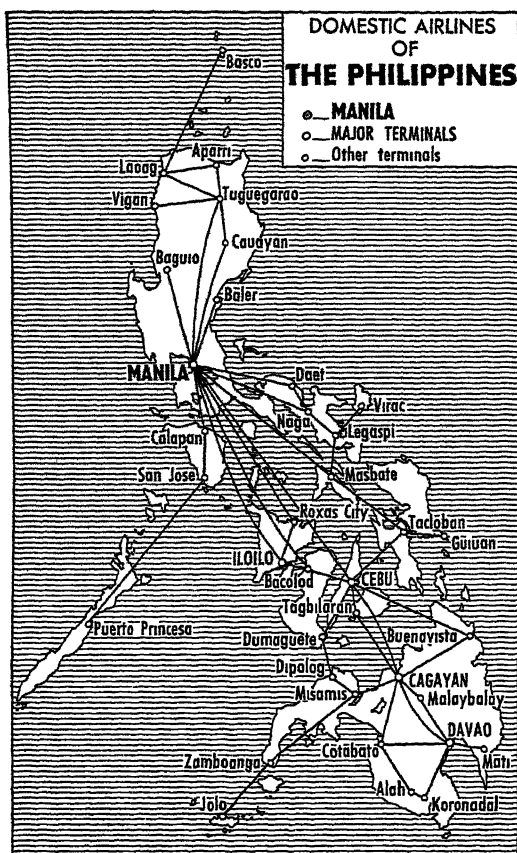 DOMESTIC AIRLINES
OF
THE PHILIPPINES
MANILA
MAJOR TERMINALS
Other terminals
Basco
Aparri
Laoag
Vigan
Tuguegarao
Cauayan
Baguio
Baler
MANILA
Daet
Virac
Naga
Legaspi
Calapan
San Jose
Masbate
Roxas City
Tacloban
Guiuan
ILOILO
Bacolod
CEBU
Tagbilaran
Puerto Princesa
Dumaguete
Buenavista
Dipolog
CAGAYAN
Misamis
Malaybalay
DAVAO
Cotabato
Mati
Zamboanga
Alah
Koronadal
Jolo